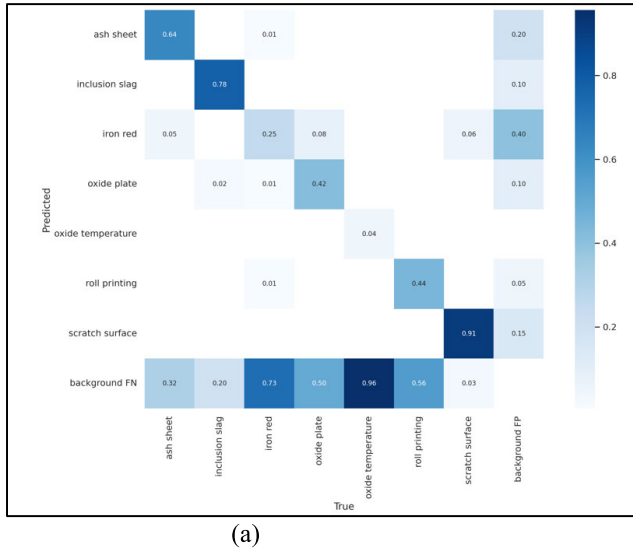 ash sheet 0.64 0.01 0.20
inclusion slag 0.78 0.10
iron red 0.05 0.25 0.08 0.06 0.40
oxide plate 0.02 0.01 0.42 0.10
oxide temperature 0.04
roll printing 0.01 0.44 0.05
scratch surface 0.91 0.15
background FN 0.32 0.20 0.73 0.50 0.96 0.56 0.03
Predicted
ash sheet
inclusion slag
iron red
oxide plate
oxide temperature
roll printing
scratch surface
background FP
True
0.8
0.6
0.4
0.2
(a)